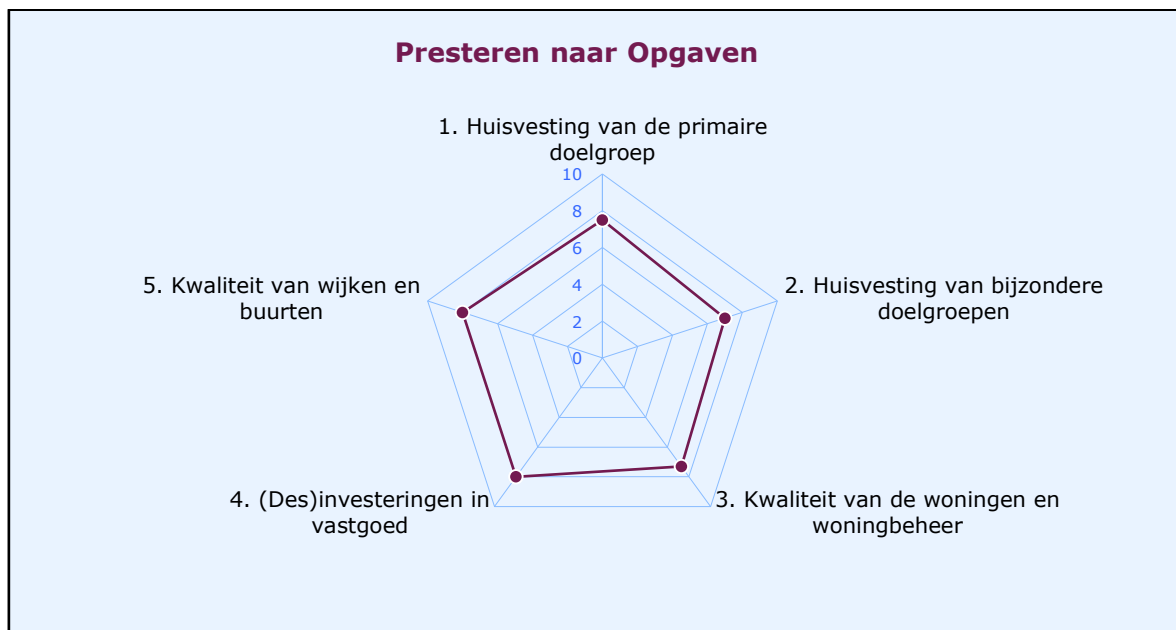 Presteren naar Opgaven
1. Huisvesting van de primaire
doelgroep
10
8
6
4
2
0
2. Huisvesting van bijzondere
doelgroepen
3. Kwaliteit van de woningen en
woningbeheer
4. (Des)investeringen in
vastgoed
5. Kwaliteit van wijken en
buurten